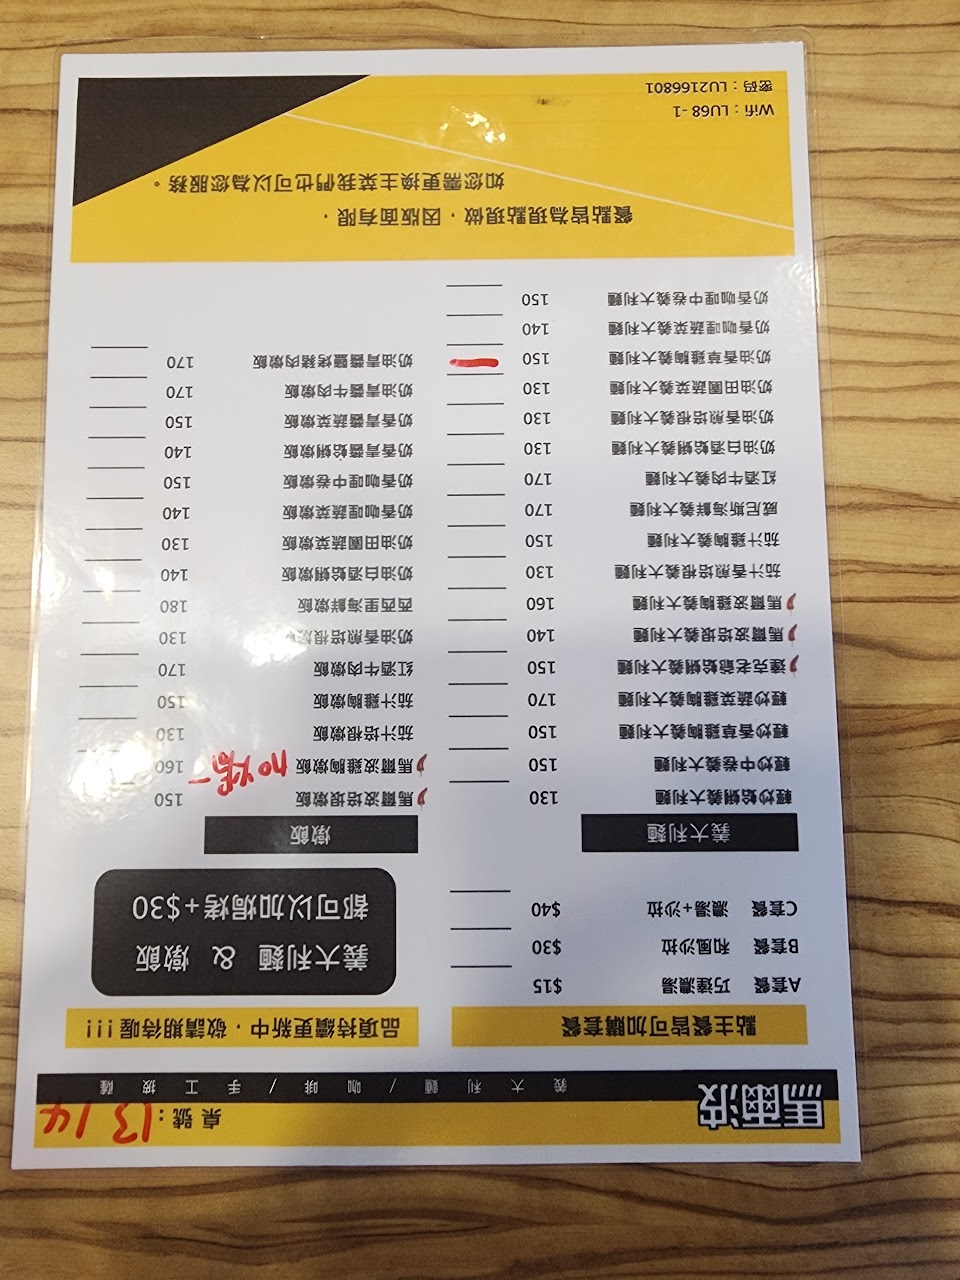 馬爾波
桌號：13 14
義大利麵/咖啡/手工披薩
點主餐皆可加購套餐
A套餐 巧達濃湯 $15
B套餐 和風沙拉 $30
C套餐 濃湯+沙拉 $40
品項持續更新中，敬請期待喔!!!
義大利麵 & 燉飯
都可以加焗烤+$30
義大利麵
輕炒蛤蜊義大利麵 130
輕炒中卷義大利麵 150
輕炒香草雞胸義大利麵 150
輕炒蔬菜雞胸義大利麵 170
達克老爺蛤蜊義大利麵 150
馬爾波培根義大利麵 140
馬爾波雞胸義大利麵 160
茄汁香煎培根義大利麵 130
茄汁雞胸義大利麵 150
威尼斯海鮮義大利麵 170
紅酒牛肉義大利麵 170
奶油白酒蛤蜊義大利麵 130
奶油香煎培根義大利麵 130
奶油田園蔬菜義大利麵 130
奶油香草雞胸義大利麵 150
奶香咖哩蔬菜義大利麵 140
奶香咖哩中卷義大利麵 150
燉飯
馬爾波培根燉飯 150
馬爾波雞胸燉飯 160 加焗
茄汁培根燉飯 130
茄汁雞胸燉飯 150
紅酒牛肉燉飯 170
奶油香煎培根燉飯 130
西西里海鮮燉飯 180
奶油白酒蛤蜊燉飯 140
奶油田園蔬菜燉飯 130
奶香咖哩蔬菜燉飯 140
奶香咖哩中卷燉飯 150
奶香青醬蛤蜊燉飯 140
奶香青醬蔬菜燉飯 150
奶油青醬牛肉燉飯 170
奶油青醬鹽烤豬肉燉飯 170
餐點皆為現點現做，因版面有限，
如您需更換主菜我們也可以為您服務。
Wifi：LU68-1
密码：LU2166801